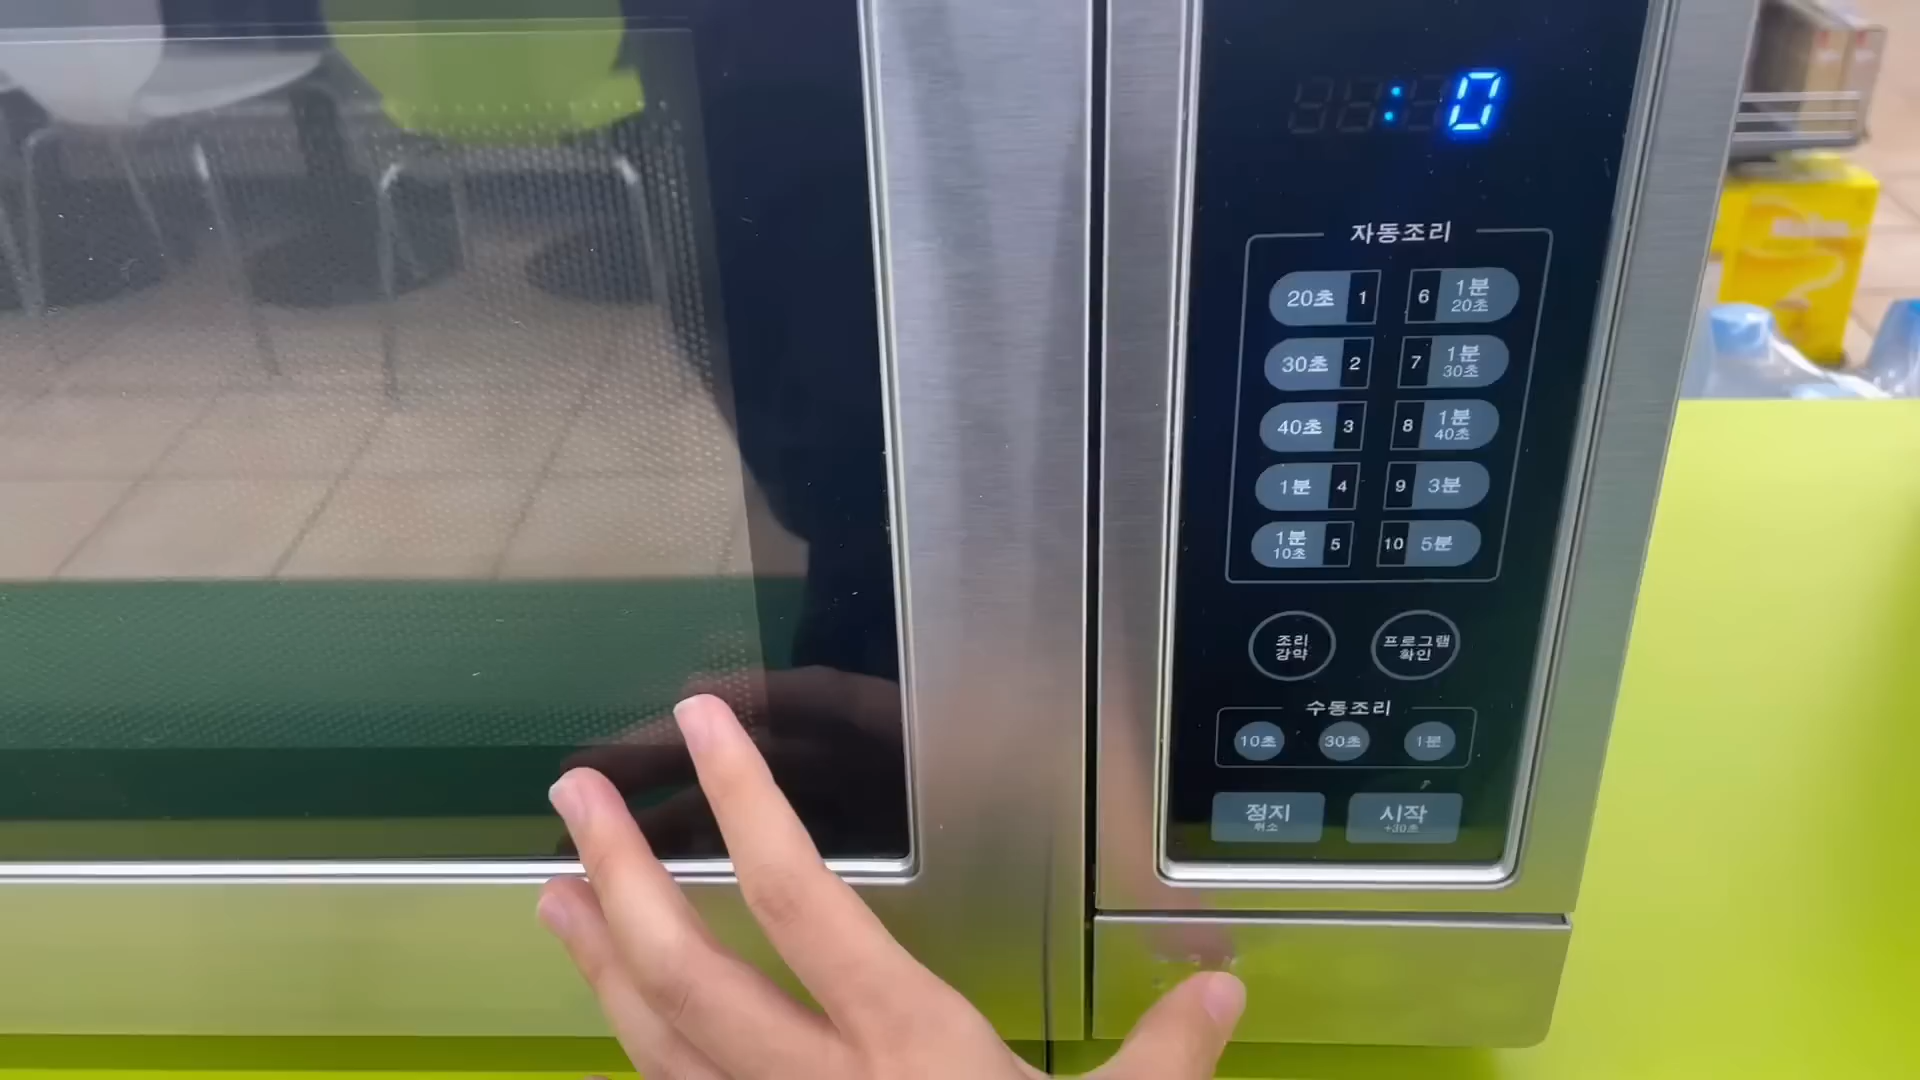 : 0
자동조리
20초 1
6 1분 20초
30초 2
7 1분 30초
40초 3
8 1분 40초
1분 4
9 3분
1분 10초 5
10 5분
조리
강약
프로그램
확인
수동조리
10초 30초 1분
정지
취소
시작
+30초